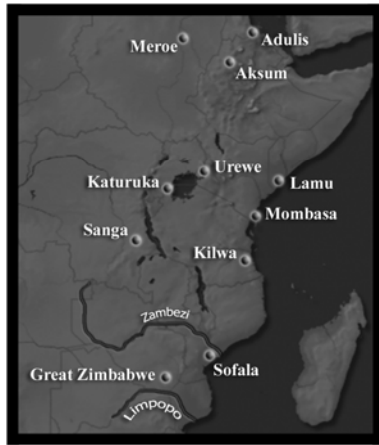 Meroe
Adulis
Aksum
Urewe
Katuruka
Lamu
Mombasa
Sanga
Kilwa
Zambezi
Sofala
Great Zimbabwe
Limpopo